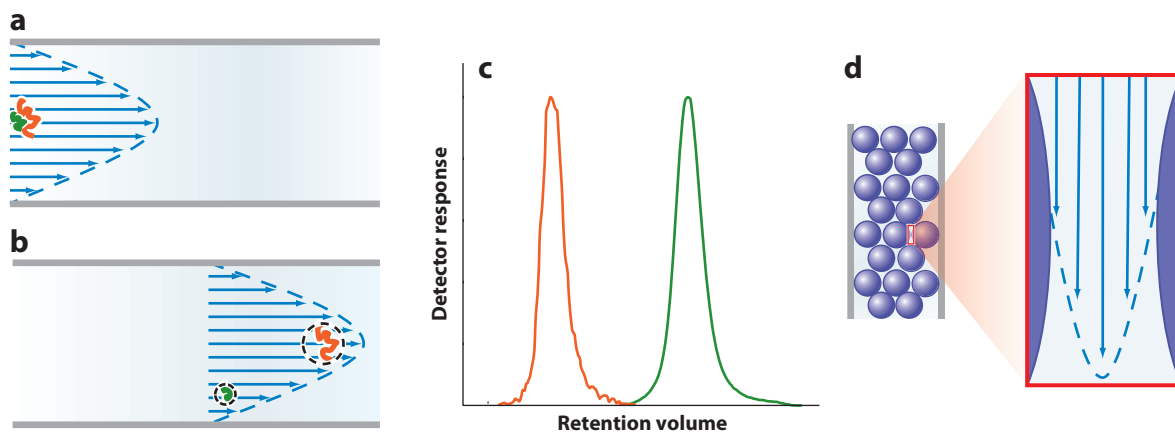 a
b
c
Detector response
Retention volume
d